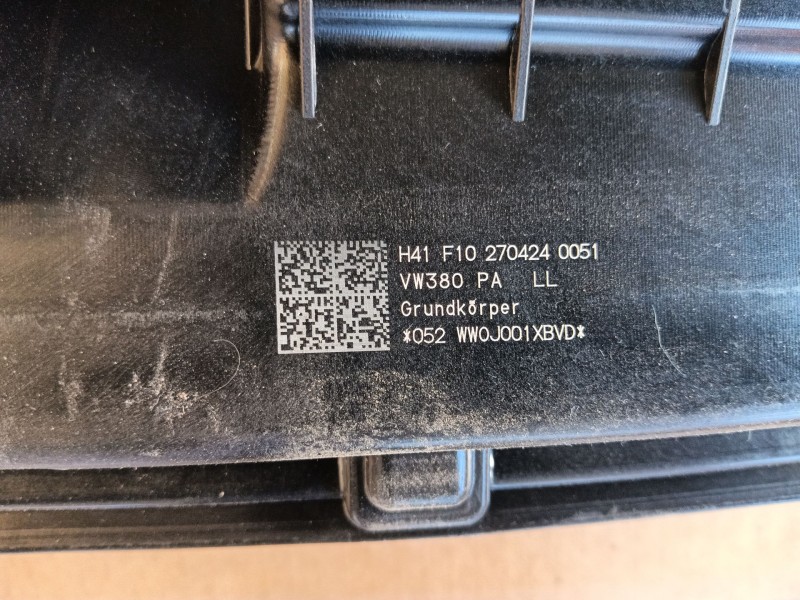 H41 F10 270424 0051
VW380 PA LL
Grundkörper
*052 WW0J001XBVD*